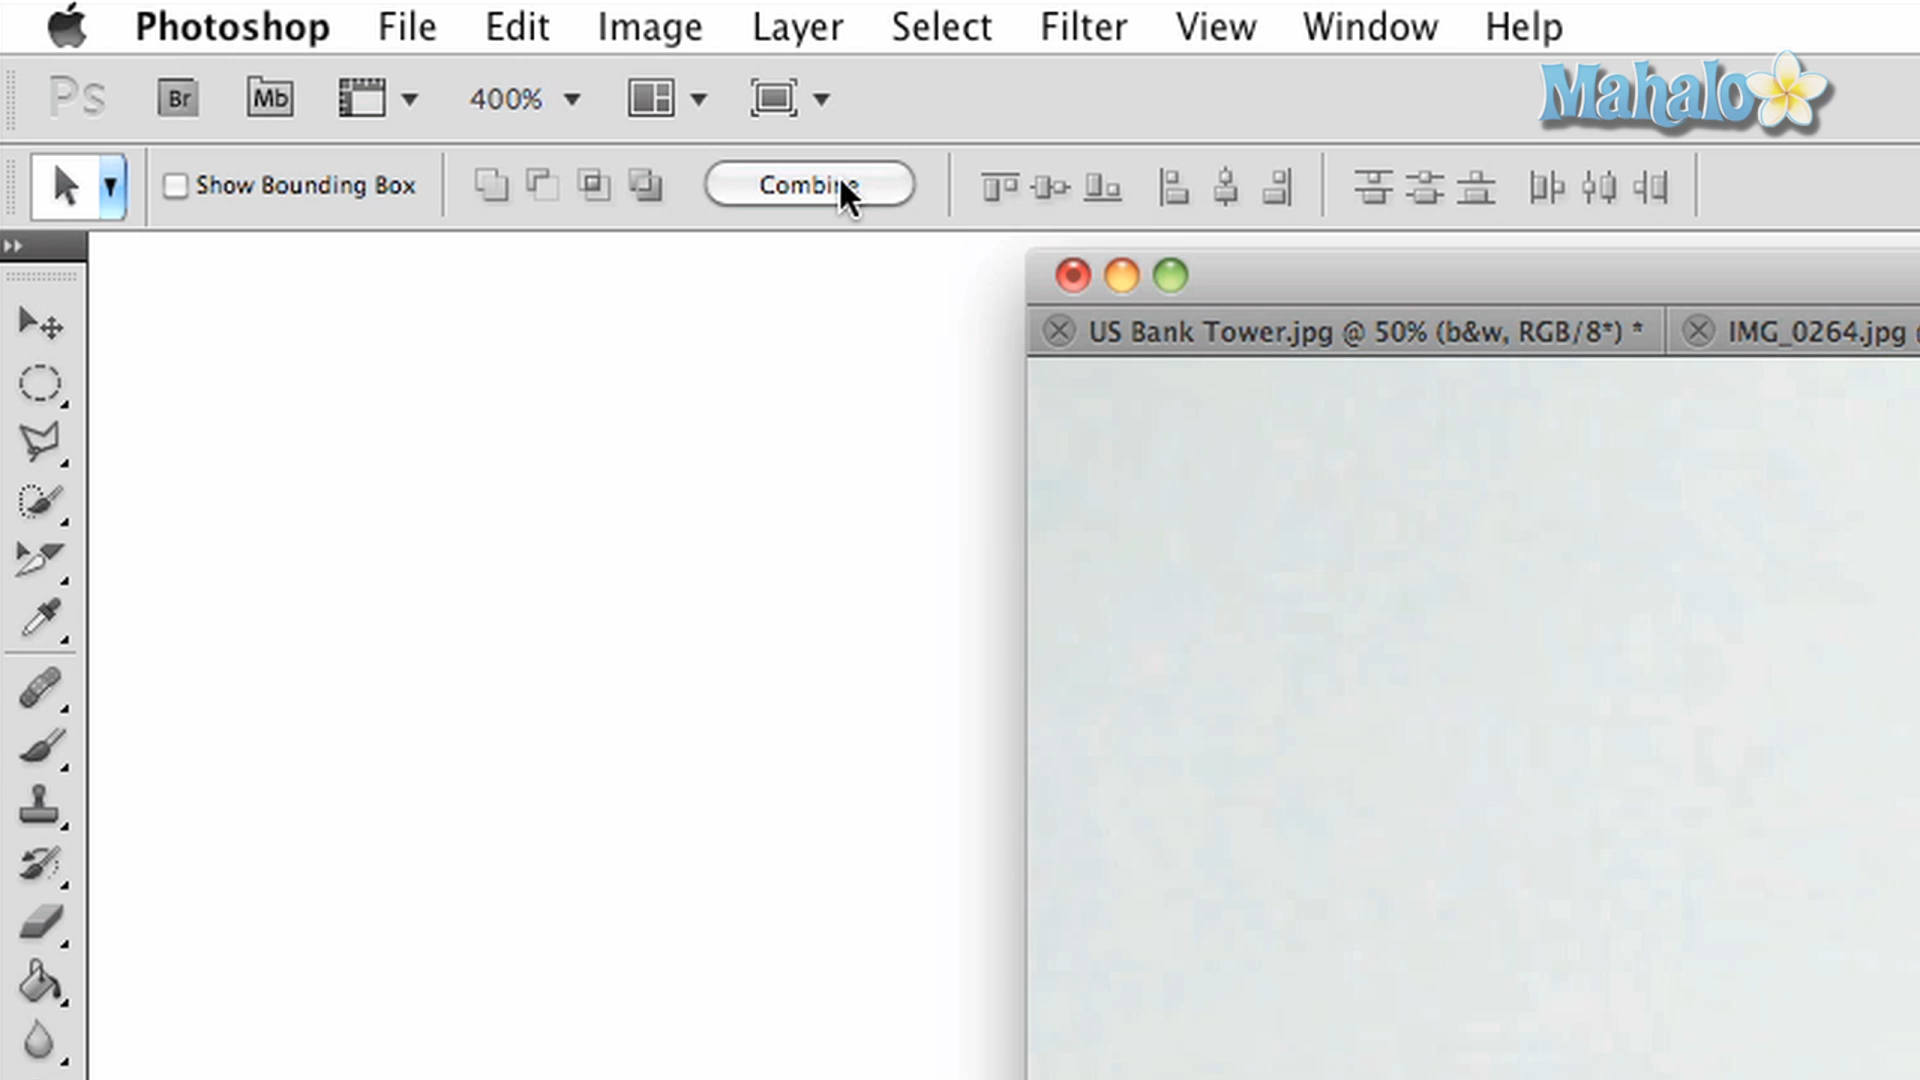 Photoshop File Edit Image Layer Select Filter View Window Help
Mahalo
Ps Br Mb 400%
Show Bounding Box Combine
US Bank Tower.jpg @ 50% (b&w, RGB/8*) * IMG_0264.jpg